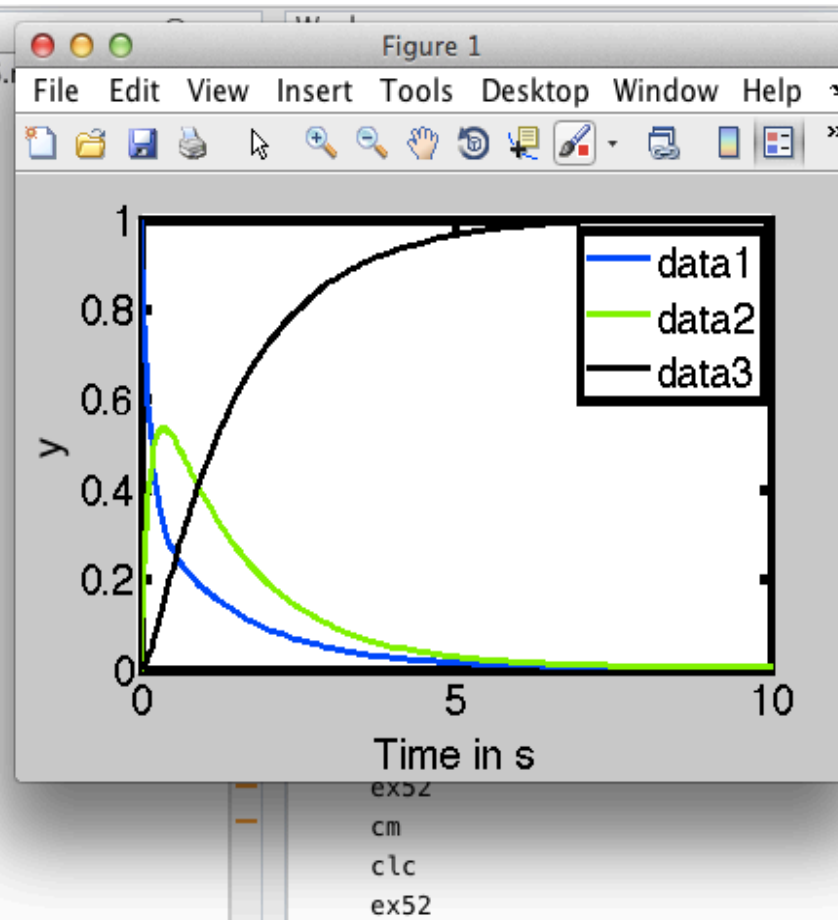 Figure 1
File Edit View Insert Tools Desktop Window Help
1
0.8
0.6
0.4
0.2
0
y
0 5 10
Time in s
data1
data2
data3
ex52
cm
clc
ex52